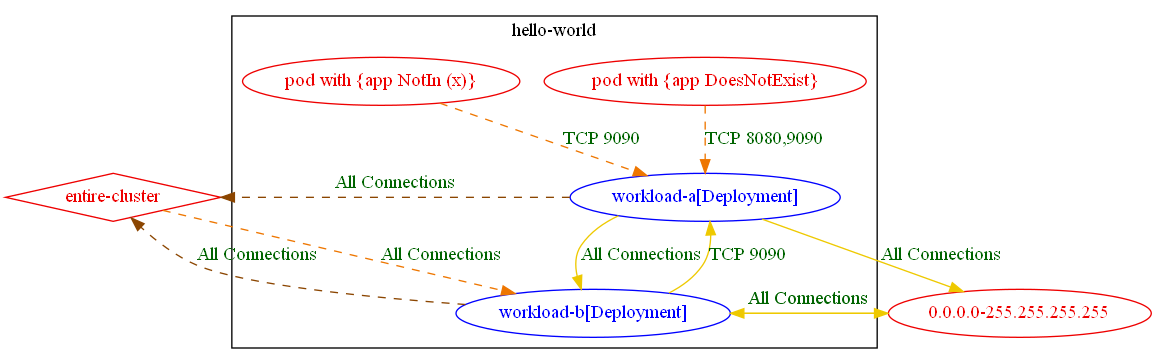 hello-world
pod with {app NotIn (x)}
pod with {app DoesNotExist}
TCP 9090
TCP 8080,9090
All Connections
entire-cluster
workload-a[Deployment]
All Connections
All Connections
All Connections
TCP 9090
All Connections
All Connections
workload-b[Deployment]
0.0.0.0-255.255.255.255